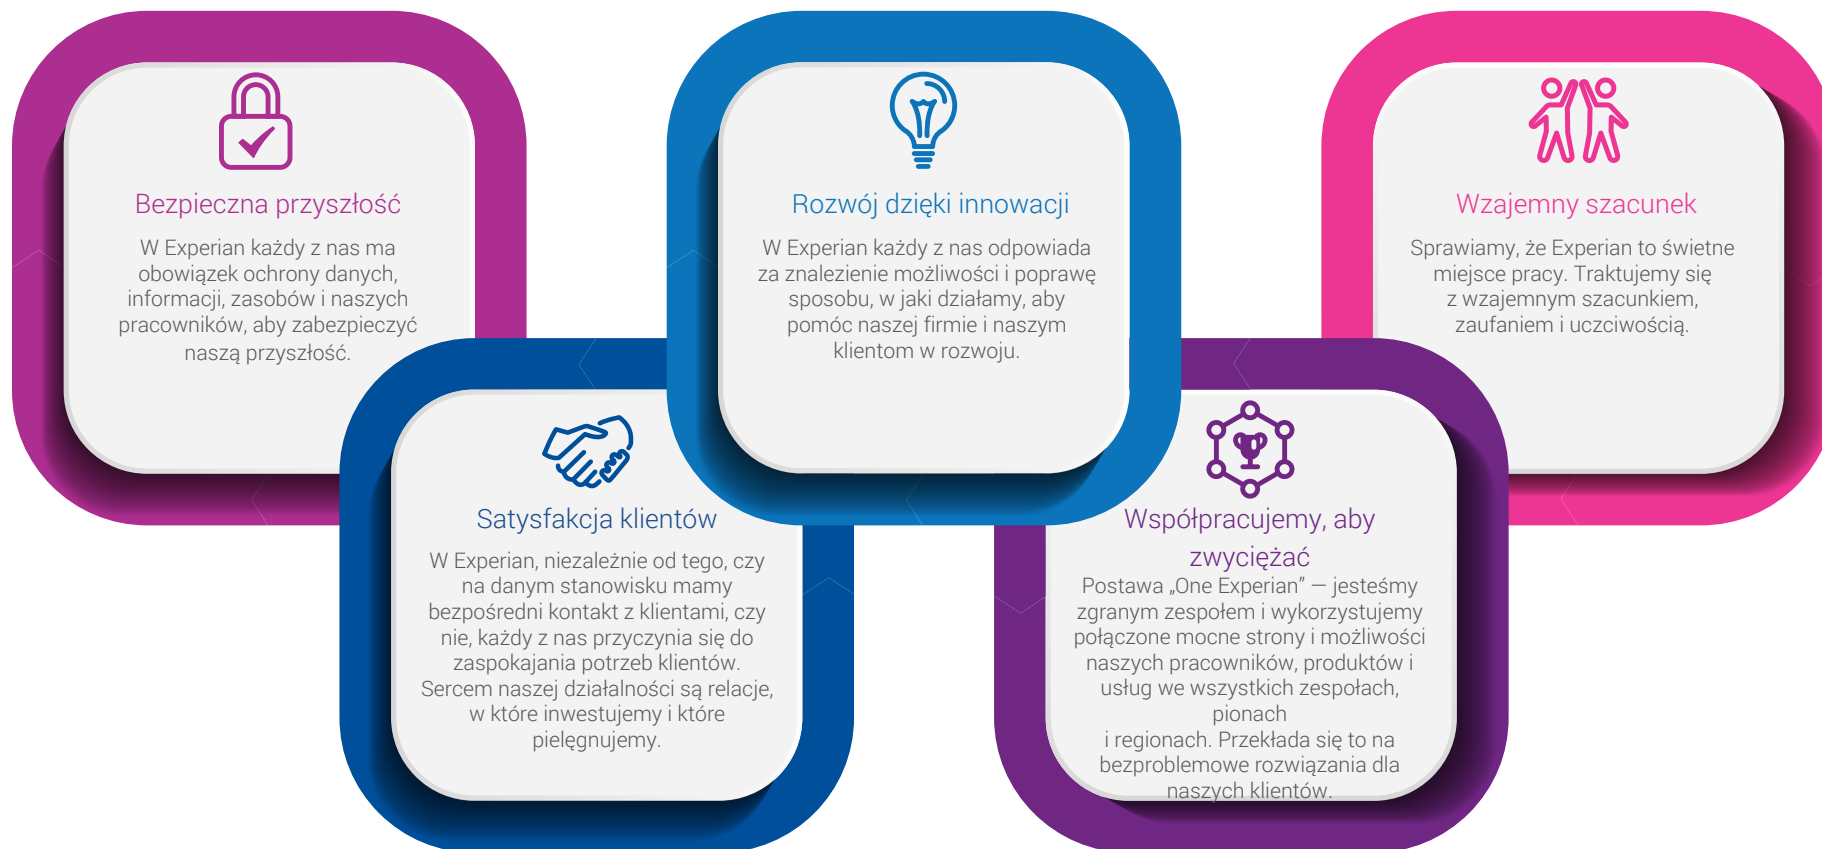 Bezpieczna przyszłość
W Experian każdy z nas ma
obowiązek ochrony danych,
informacji, zasobów i naszych
pracowników, aby zabezpieczyć
naszą przyszłość.
Satysfakcja klientów
W Experian, niezależnie od tego, czy
na danym stanowisku mamy
bezpośredni kontakt z klientami, czy
nie, każdy z nas przyczynia się do
zaspokajania potrzeb klientów.
Sercem naszej działalności są relacje,
w które inwestujemy i które
pielęgnujemy.
Rozwój dzięki innowacji
W Experian każdy z nas odpowiada
za znalezienie możliwości i poprawę
sposobu, w jaki działamy, aby
pomóc naszej firmie i naszym
klientom w rozwoju.
Współpracujemy, aby
zwyciężać
Postawa „One Experian” — jesteśmy
zgranym zespołem i wykorzystujemy
połączone mocne strony i możliwości
naszych pracowników, produktów i
usług we wszystkich zespołach,
pionach
i regionach. Przekłada się to na
bezproblemowe rozwiązania dla
naszych klientów.
Wzajemny szacunek
Sprawiamy, że Experian to świetne
miejsce pracy. Traktujemy się
z wzajemnym szacunkiem,
zaufaniem i uczciwością.